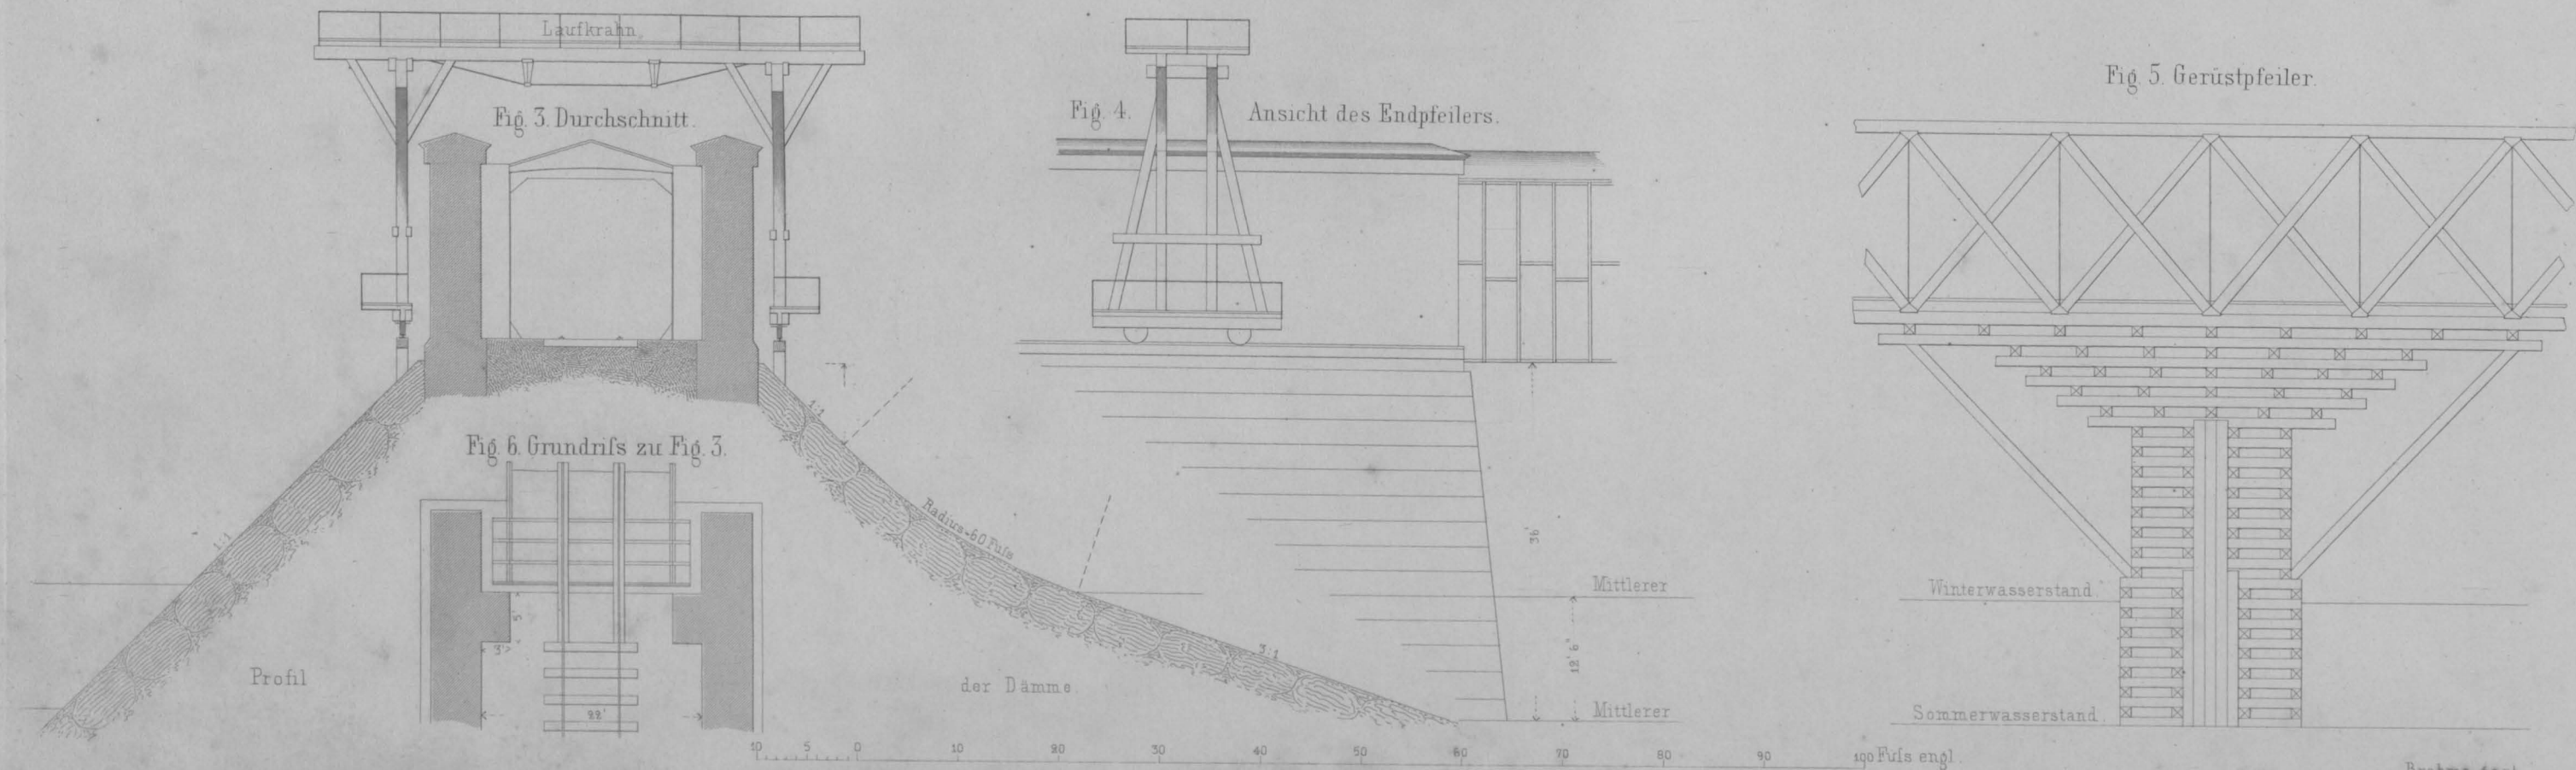 Laufkrahn.
Fig. 3. Durchschnitt.
Fig. 4. Ansicht des Endpfeilers.
Fig. 5. Gerüstpfeiler.
1:1
1:1
Fig. 6. Grundriſs zu Fig. 3.
Radius=60 Fuſs
36'
Mittlerer
Winterwasserstand.
5'
3'
3:1
12' 6"
Profil
der Dämme.
22'
Mittlerer
Sommerwasserstand.
10 5 0 10 20 30 40 50 60 70 80 90 100 Fuſs engl.